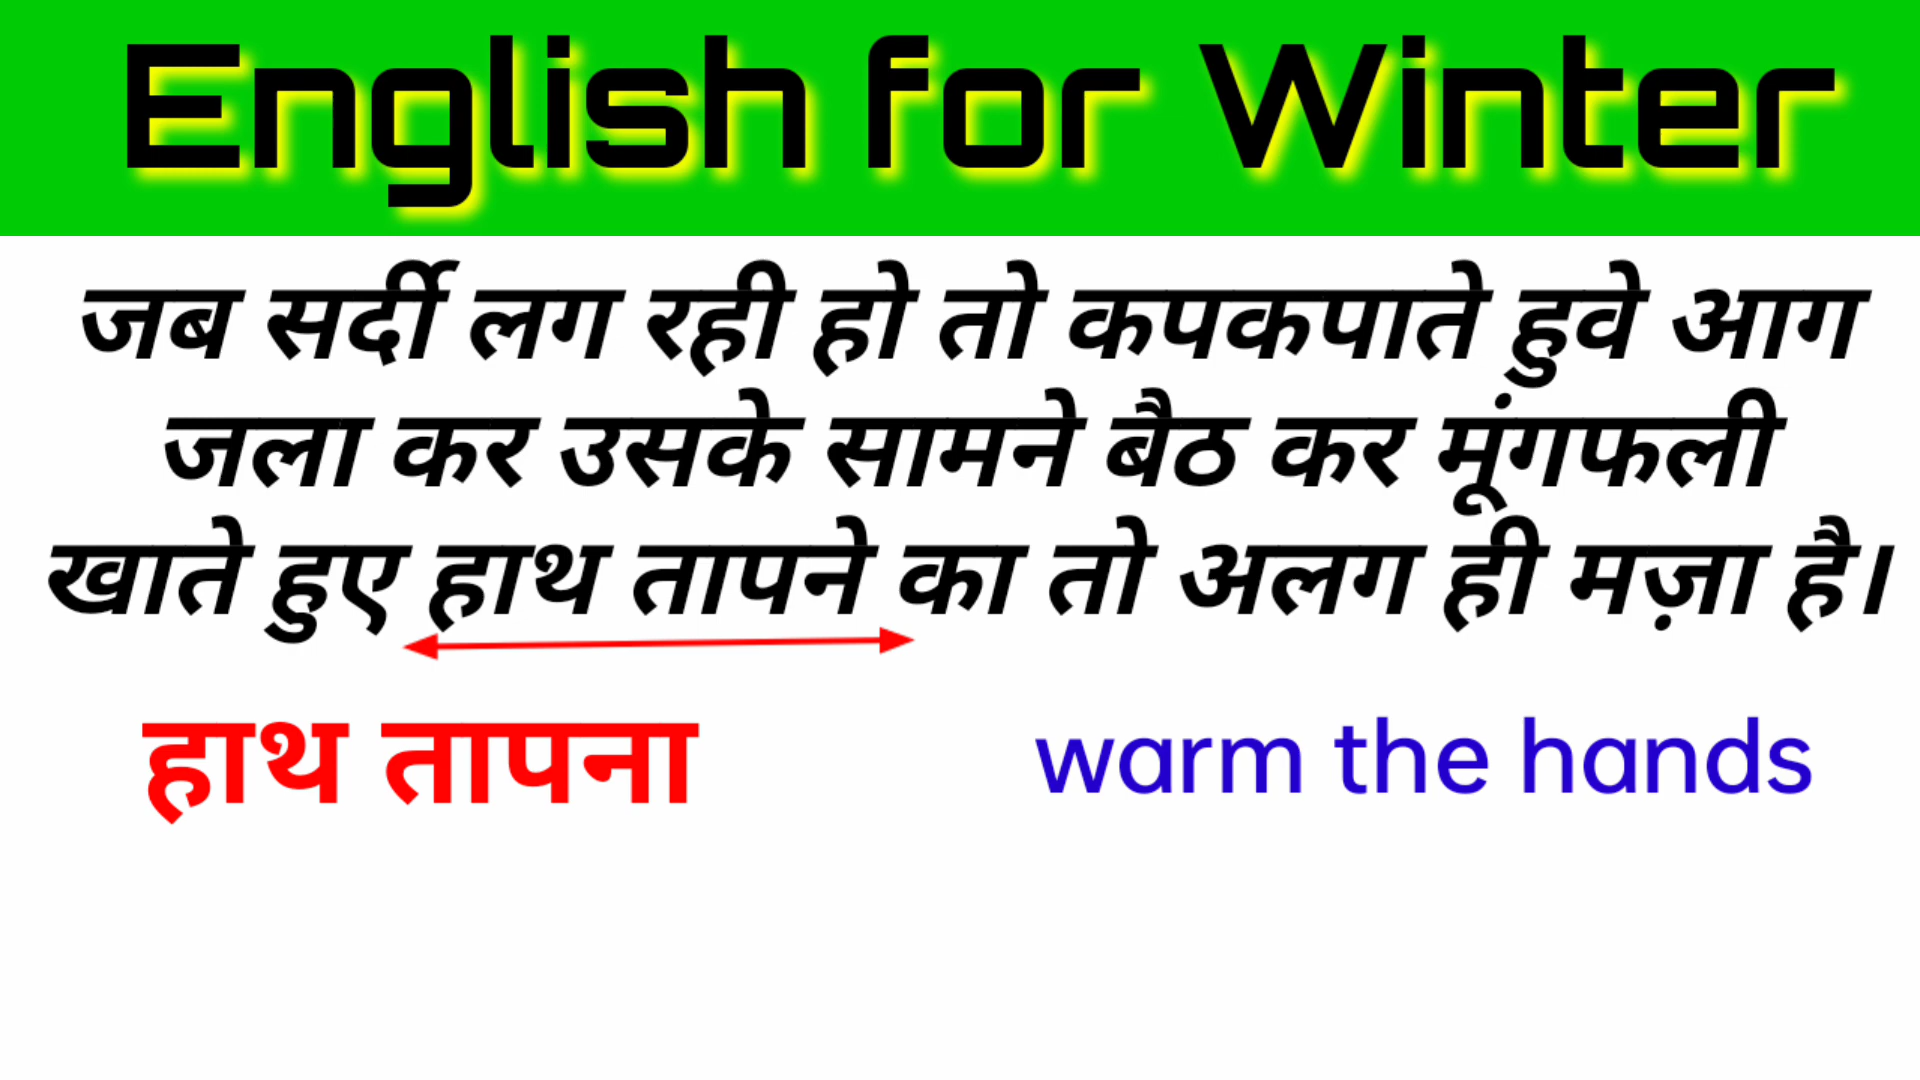 English for Winter
जब सर्दी लग रही हो तो कपकपाते हुवे आग
जला कर उसके सामने बैठ कर मूंगफली
खाते हुए हाथ तापने का तो अलग ही मज़ा है।
हाथ तापना warm the hands